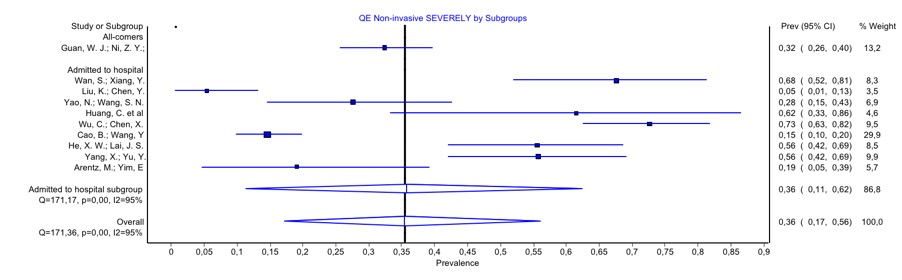 QE Non-invasive SEVERELY by Subgroups
Study or Subgroup Prev (95% CI) % Weight
All-comers
Guan, W. J.; Ni, Z. Y.; 0,32 ( 0,26, 0,40) 13,2
Admitted to hospital
Wan, S.; Xiang, Y. 0,68 ( 0,52, 0,81) 8,3
Liu, K.; Chen, Y. 0,05 ( 0,01, 0,13) 3,5
Yao, N.; Wang, S. N. 0,28 ( 0,15, 0,43) 6,9
Huang, C. et al 0,62 ( 0,33, 0,86) 4,6
Wu, C.; Chen, X. 0,73 ( 0,63, 0,82) 9,5
Cao, B.; Wang, Y 0,15 ( 0,10, 0,20) 29,9
He, X. W.; Lai, J. S. 0,56 ( 0,42, 0,69) 8,5
Yang, X.; Yu, Y. 0,56 ( 0,42, 0,69) 9,9
Arentz, M.; Yim, E 0,19 ( 0,05, 0,39) 5,7
Admitted to hospital subgroup 0,36 ( 0,11, 0,62) 86,8
Q=171,17, p=0,00, I2=95%
Overall 0,36 ( 0,17, 0,56) 100,0
Q=171,36, p=0,00, I2=95%
0 0,05 0,1 0,15 0,2 0,25 0,3 0,35 0,4 0,45 0,5 0,55 0,6 0,65 0,7 0,75 0,8 0,85 0,9
Prevalence